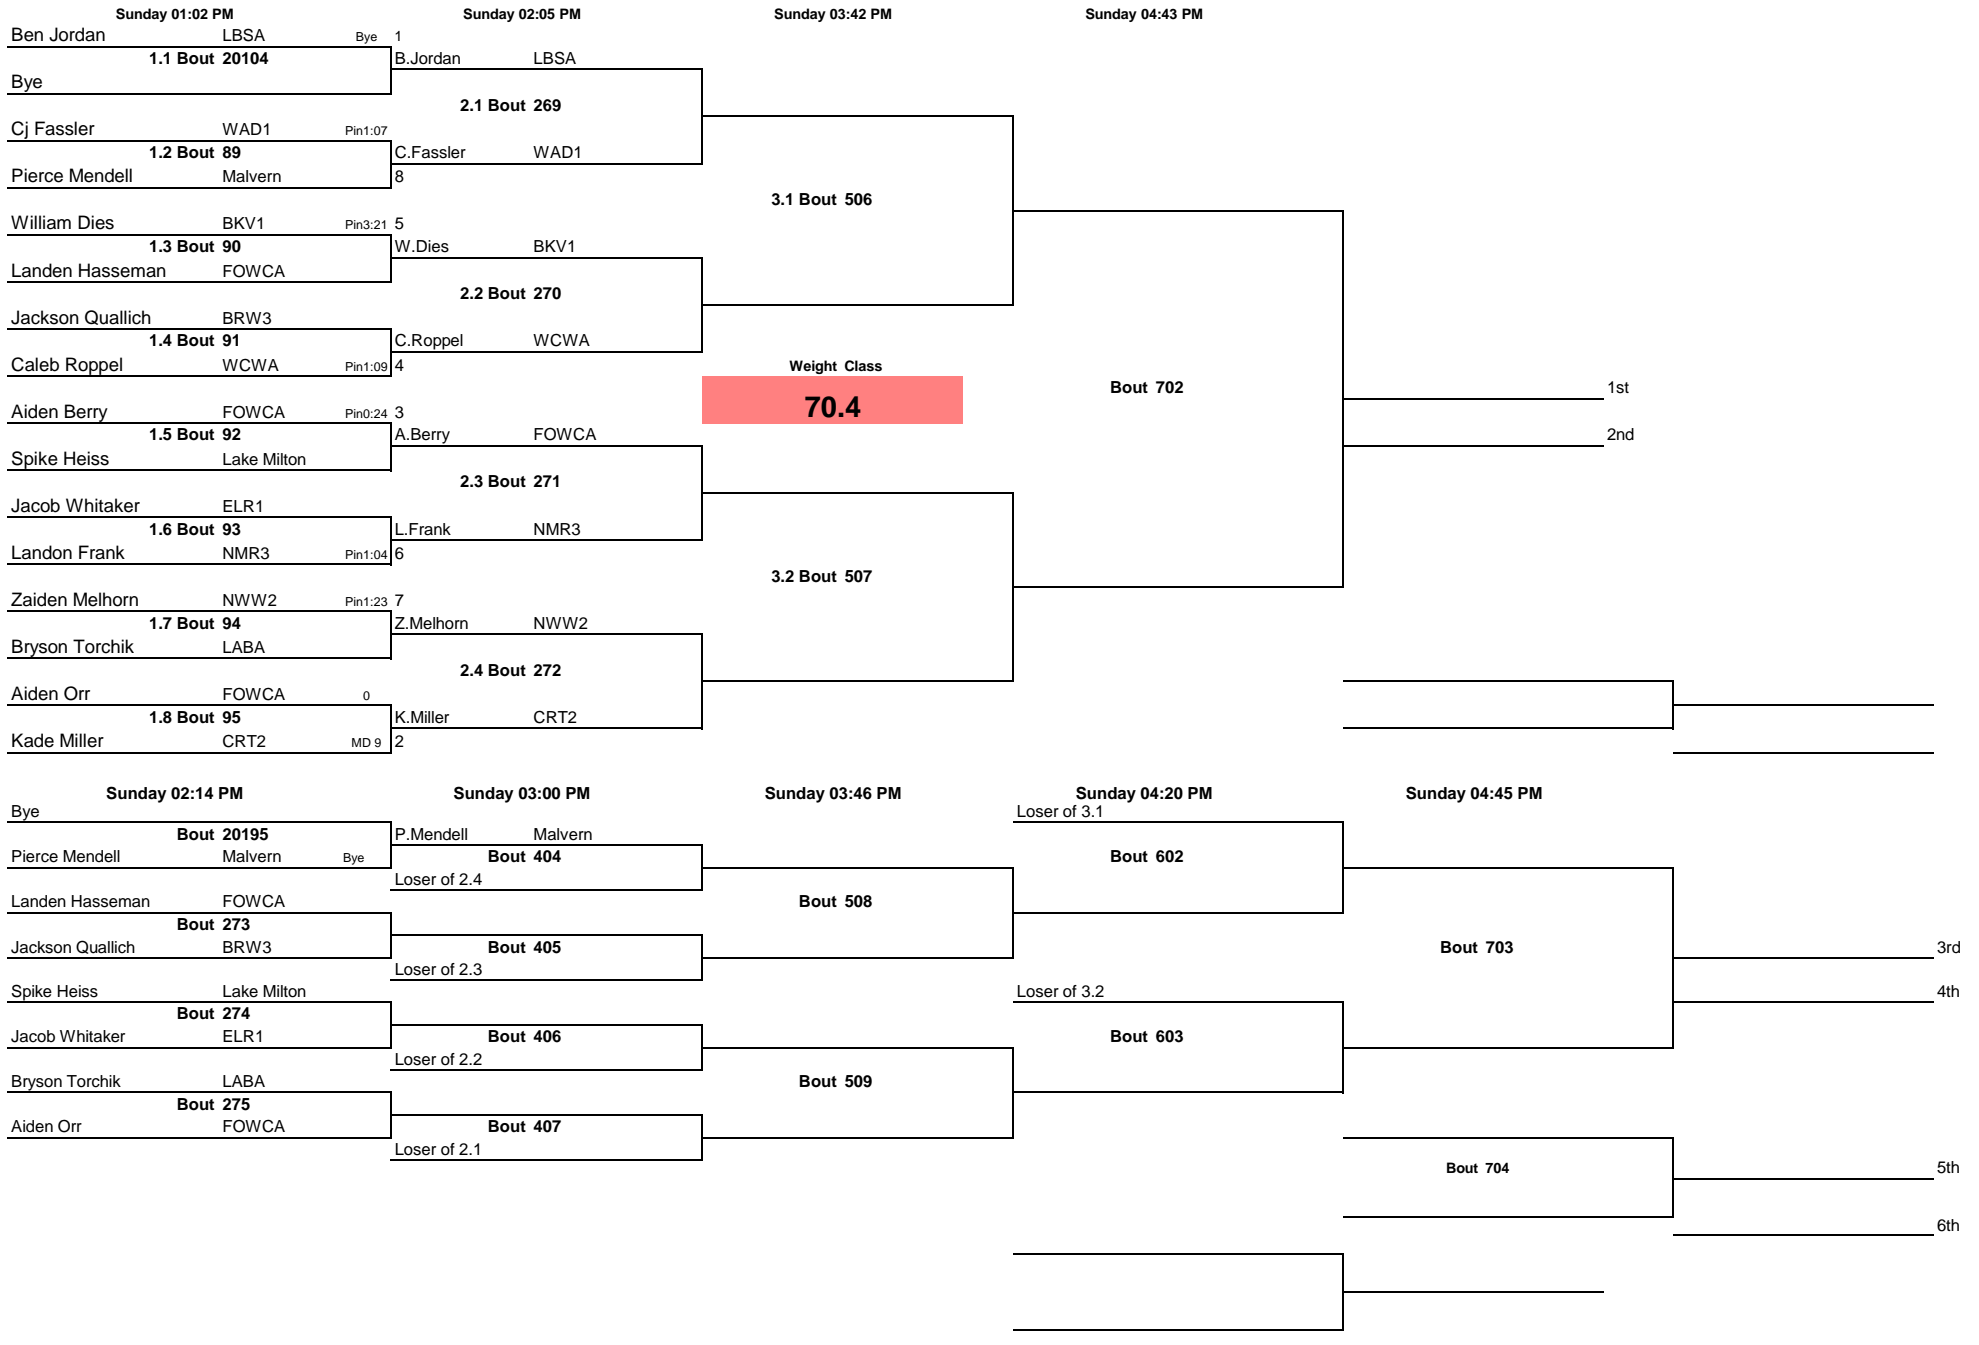 Sunday 01:02 PM Sunday 02:05 PM Sunday 03:42 PM Sunday 04:43 PM
Ben Jordan LBSA Bye 1
1.1 Bout 20104 B.Jordan LBSA
Bye
2.1 Bout 269
Cj Fassler WAD1 Pin1:07
1.2 Bout 89 C.Fassler WAD1
Pierce Mendell Malvern 8
3.1 Bout 506
William Dies BKV1 Pin3:21 5
1.3 Bout 90 W.Dies BKV1
Landen Hasseman FOWCA
2.2 Bout 270
Jackson Quallich BRW3
1.4 Bout 91 C.Roppel WCWA
Caleb Roppel WCWA Pin1:09 4 Weight Class
Bout 702 1st
70.4
Aiden Berry FOWCA Pin0:24 3
1.5 Bout 92 A.Berry FOWCA 2nd
Spike Heiss Lake Milton
2.3 Bout 271
Jacob Whitaker ELR1
1.6 Bout 93 L.Frank NMR3
Landon Frank NMR3 Pin1:04 6
3.2 Bout 507
Zaiden Melhorn NWW2 Pin1:23 7
1.7 Bout 94 Z.Melhorn NWW2
Bryson Torchik LABA
2.4 Bout 272
Aiden Orr FOWCA 0
1.8 Bout 95 K.Miller CRT2
Kade Miller CRT2 MD 9 2
Sunday 02:14 PM Sunday 03:00 PM Sunday 03:46 PM Sunday 04:20 PM Sunday 04:45 PM
Bye Loser of 3.1
Bout 20195 P.Mendell Malvern
Pierce Mendell Malvern Bye Bout 404 Bout 602
Loser of 2.4
Landen Hasseman FOWCA Bout 508
Bout 273
Jackson Quallich BRW3 Bout 405 Bout 703 3rd
Loser of 2.3
Spike Heiss Lake Milton Loser of 3.2 4th
Bout 274
Jacob Whitaker ELR1 Bout 406 Bout 603
Loser of 2.2
Bryson Torchik LABA Bout 509
Bout 275
Aiden Orr FOWCA Bout 407
Loser of 2.1
Bout 704 5th
6th